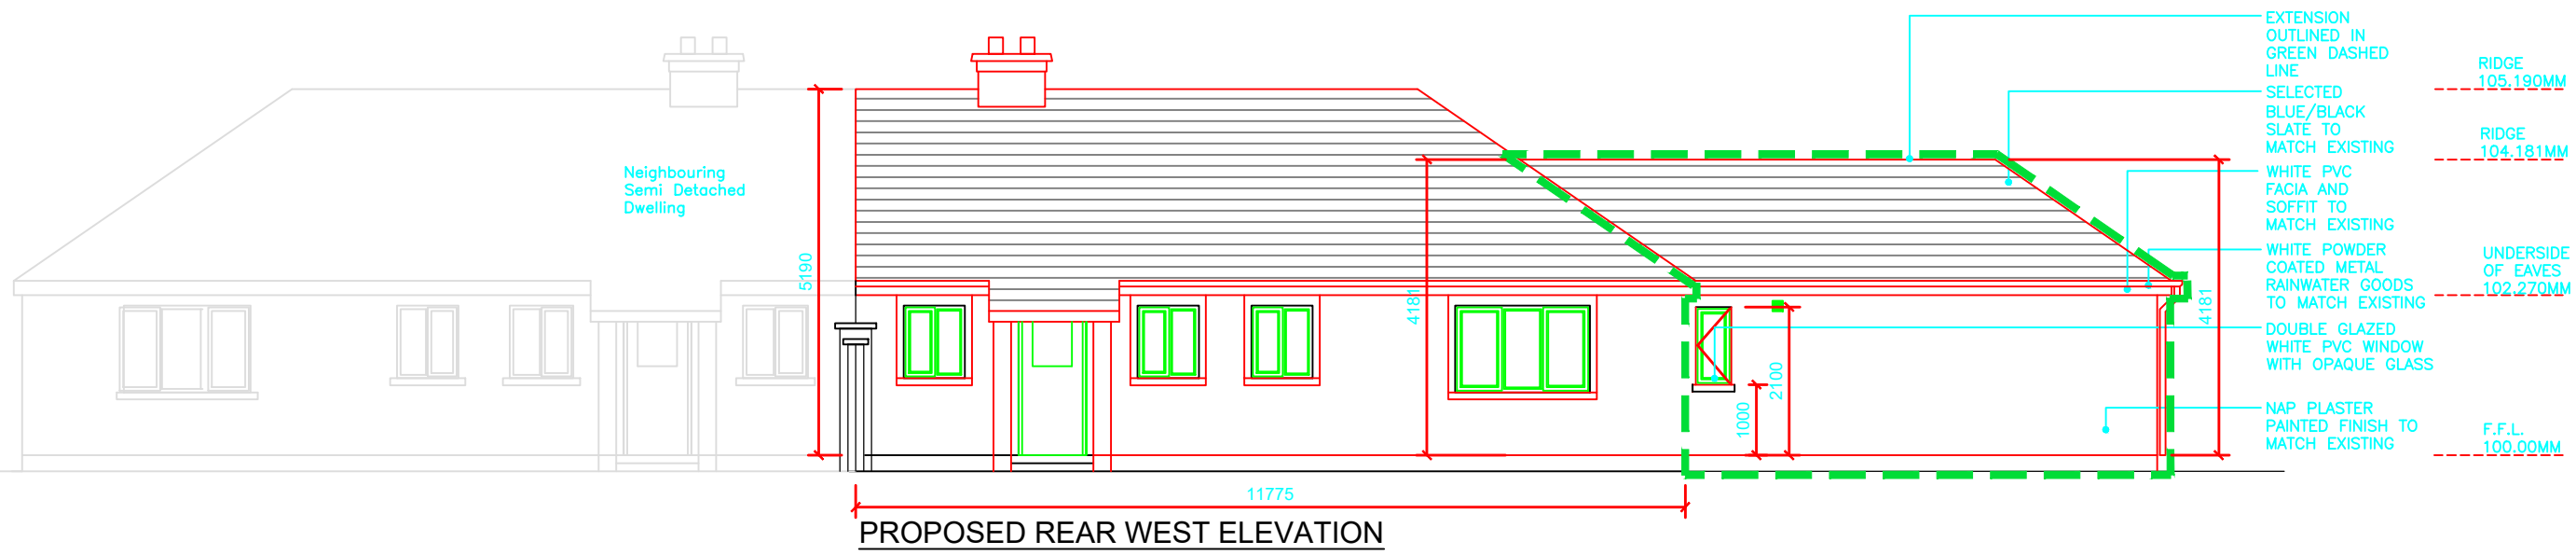 EXTENSION
OUTLINED IN
GREEN DASHED
LINE
SELECTED
BLUE/BLACK
SLATE TO
MATCH EXISTING
WHITE PVC
FACIA AND
SOFFIT TO
MATCH EXISTING
WHITE POWDER
COATED METAL
RAINWATER GOODS
TO MATCH EXISTING
DOUBLE GLAZED
WHITE PVC WINDOW
WITH OPAQUE GLASS
NAP PLASTER
PAINTED FINISH TO
MATCH EXISTING
RIDGE
105.190MM
RIDGE
104.181MM
UNDERSIDE
OF EAVES
102.270MM
F.F.L.
100.00MM
Neighbouring
Semi Detached
Dwelling
5190
4181
1000
2100
4181
11775
PROPOSED REAR WEST ELEVATION